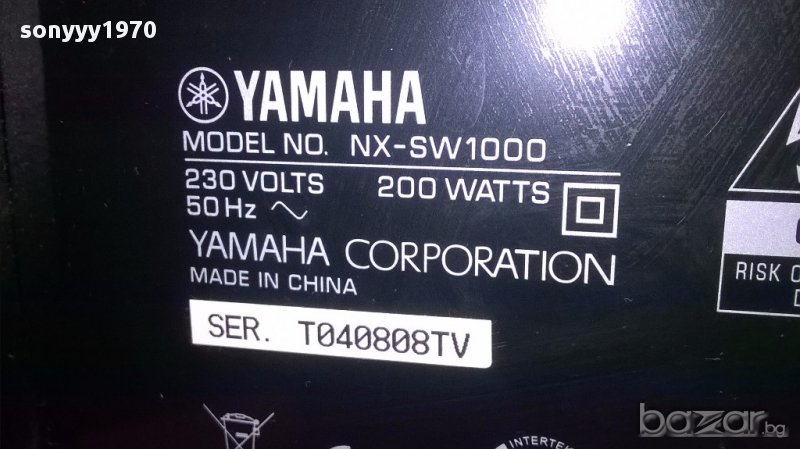 sonyyy1970
YAMAHA
MODEL NO. NX-SW1000
230 VOLTS 200 WATTS
50 Hz
YAMAHA CORPORATION
MADE IN CHINA
RISK O
SER. T040808TV
INTERTEK
bazar.bg